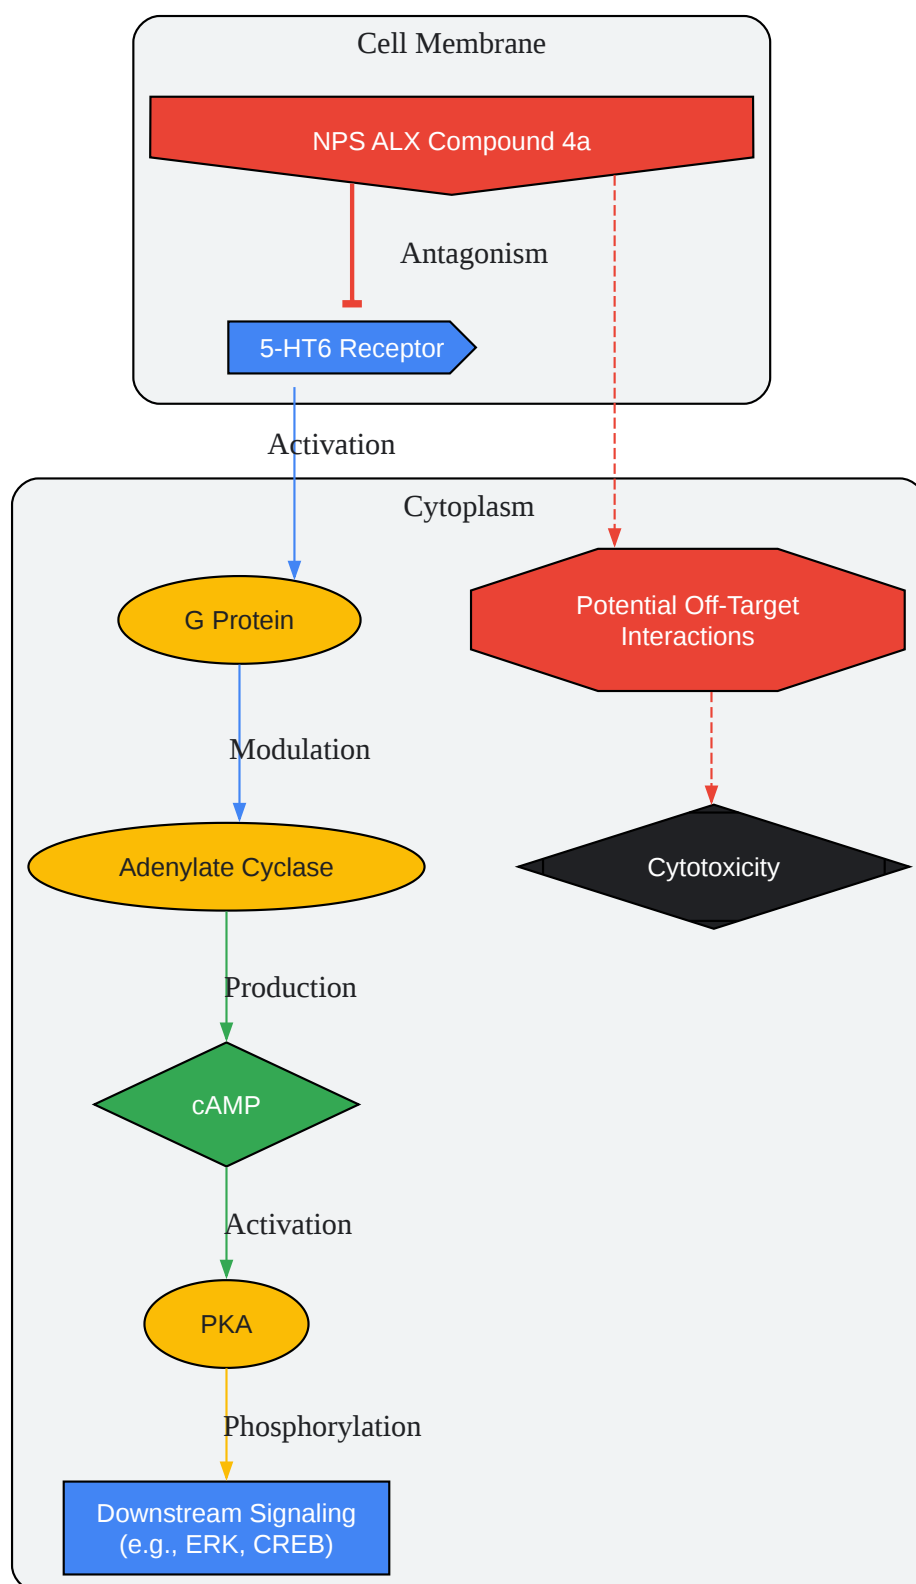 Cell Membrane
NPS ALX Compound 4a
Antagonism
5-HT6 Receptor
Activation
Cytoplasm
G Protein
Potential Off-Target
Interactions
Modulation
Adenylate Cyclase
Cytotoxicity
Production
cAMP
Activation
PKA
Phosphorylation
Downstream Signaling
(e.g., ERK, CREB)